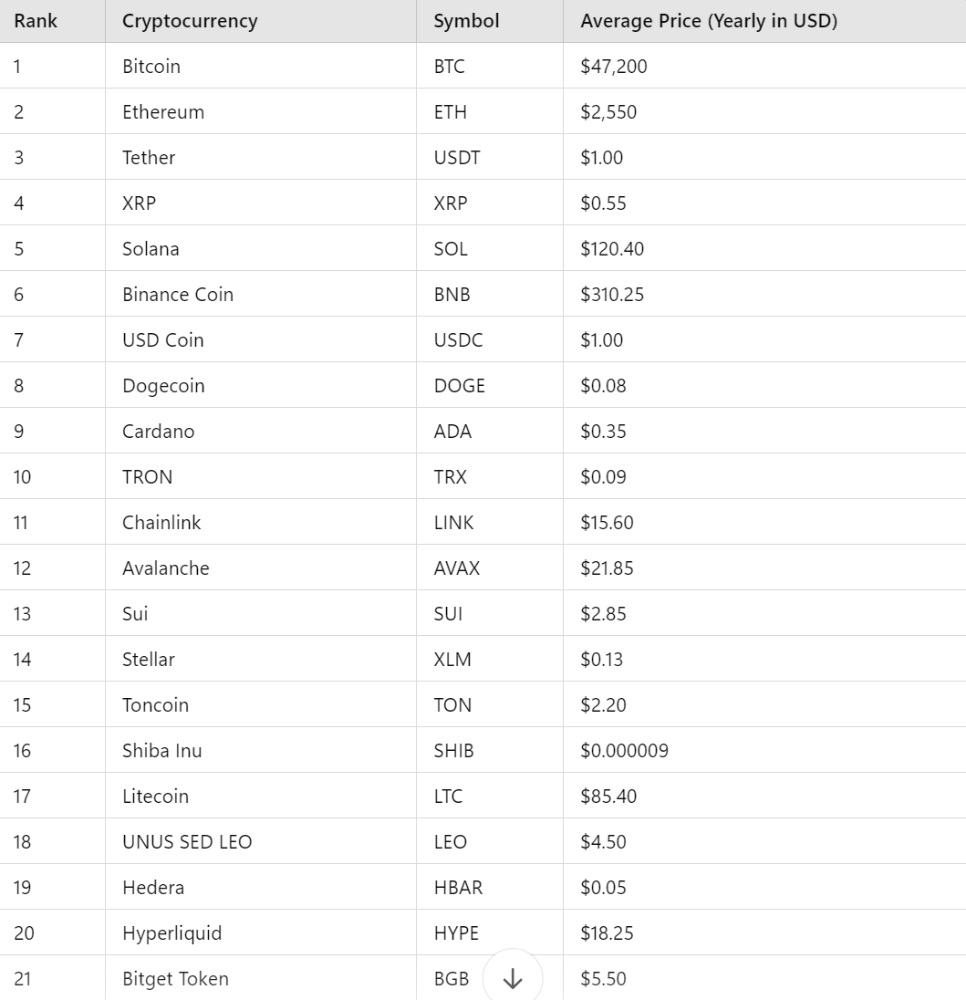 Rank Cryptocurrency Symbol Average Price (Yearly in USD)
1 Bitcoin BTC $47,200
2 Ethereum ETH $2,550
3 Tether USDT $1.00
4 XRP XRP $0.55
5 Solana SOL $120.40
6 Binance Coin BNB $310.25
7 USD Coin USDC $1.00
8 Dogecoin DOGE $0.08
9 Cardano ADA $0.35
10 TRON TRX $0.09
11 Chainlink LINK $15.60
12 Avalanche AVAX $21.85
13 Sui SUI $2.85
14 Stellar XLM $0.13
15 Toncoin TON $2.20
16 Shiba Inu SHIB $0.000009
17 Litecoin LTC $85.40
18 UNUS SED LEO LEO $4.50
19 Hedera HBAR $0.05
20 Hyperliquid HYPE $18.25
21 Bitget Token BGB $5.50